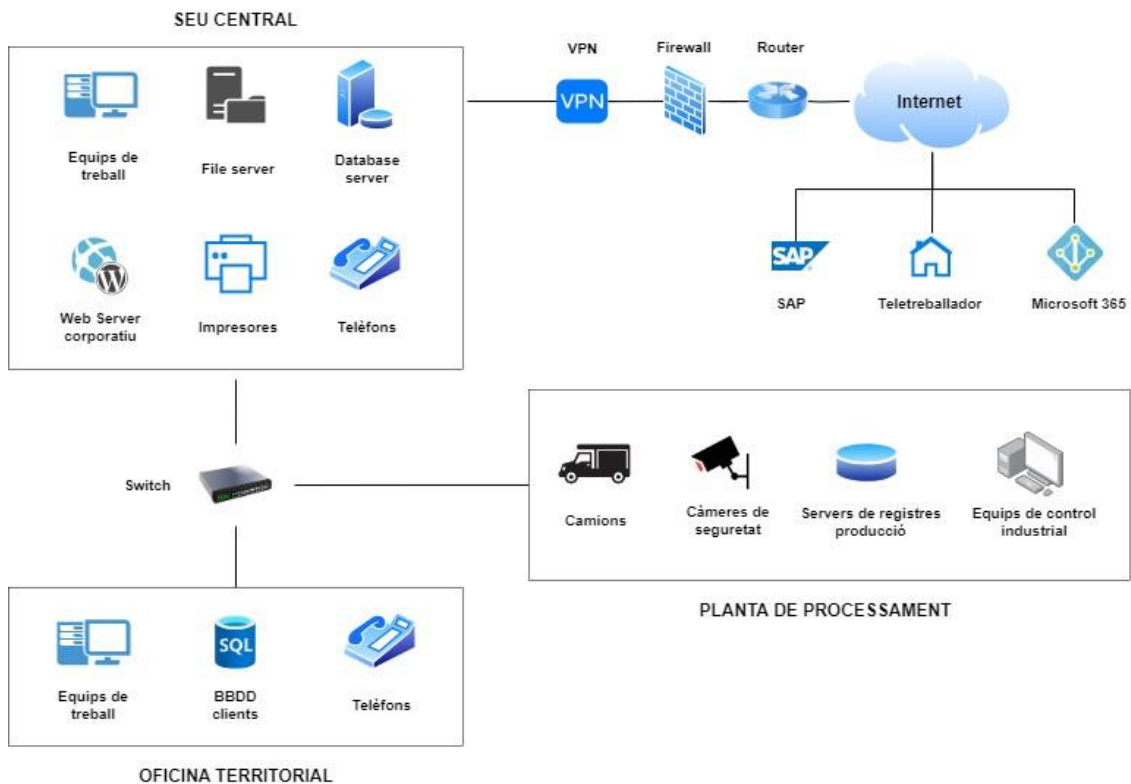 SEU CENTRAL
VPN
Firewall
Router
VPN
Internet
Equips de
treball
File server
Database
server
Web Server
corporatiu
Impresores
Telèfons
SAP
SAP
Teletreballador
Microsoft 365
Switch
Camions
Càmeres de
seguretat
Servers de registres
producció
Equips de control
industrial
PLANTA DE PROCESSAMENT
SQL
Equips de
treball
BBDD
clients
Telèfons
OFICINA TERRITORIAL